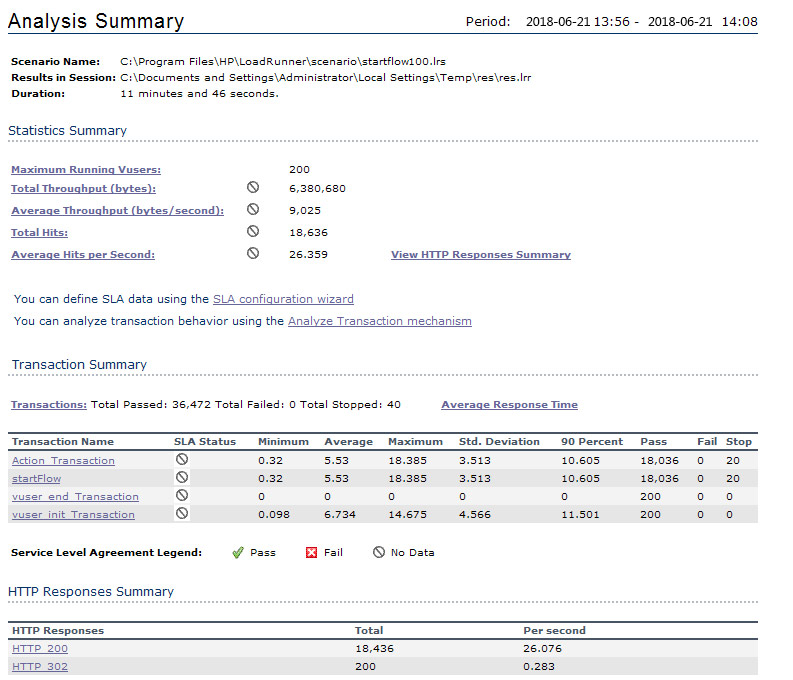 Analysis Summary Period: 2018-06-21 13:56 - 2018-06-21 14:08
Scenario Name: C:\Program Files\HP\LoadRunner\scenario\startflow100.lrs
Results in Session: C:\Documents and Settings\Administrator\Local Settings\Temp\res\res.lrr
Duration: 11 minutes and 46 seconds.
Statistics Summary
Maximum Running Vusers: 200
Total Throughput (bytes): 6,380,680
Average Throughput (bytes/second): 9,025
Total Hits: 18,636
Average Hits per Second: 26.359 View HTTP Responses Summary
You can define SLA data using the SLA configuration wizard
You can analyze transaction behavior using the Analyze Transaction mechanism
Transaction Summary
Transactions: Total Passed: 36,472 Total Failed: 0 Total Stopped: 40 Average Response Time
Transaction Name SLA Status Minimum Average Maximum Std. Deviation 90 Percent Pass Fail Stop
Action_Transaction 0.32 5.53 18.385 3.513 10.605 18,036 0 20
startFlow 0.32 5.53 18.385 3.513 10.605 18,036 0 20
vuser_end_Transaction 0 0 0 0 0 200 0 0
vuser_init_Transaction 0.098 6.734 14.675 4.566 11.501 200 0 0
Service Level Agreement Legend: Pass Fail No Data
HTTP Responses Summary
HTTP Responses Total Per second
HTTP_200 18,436 26.076
HTTP_302 200 0.283